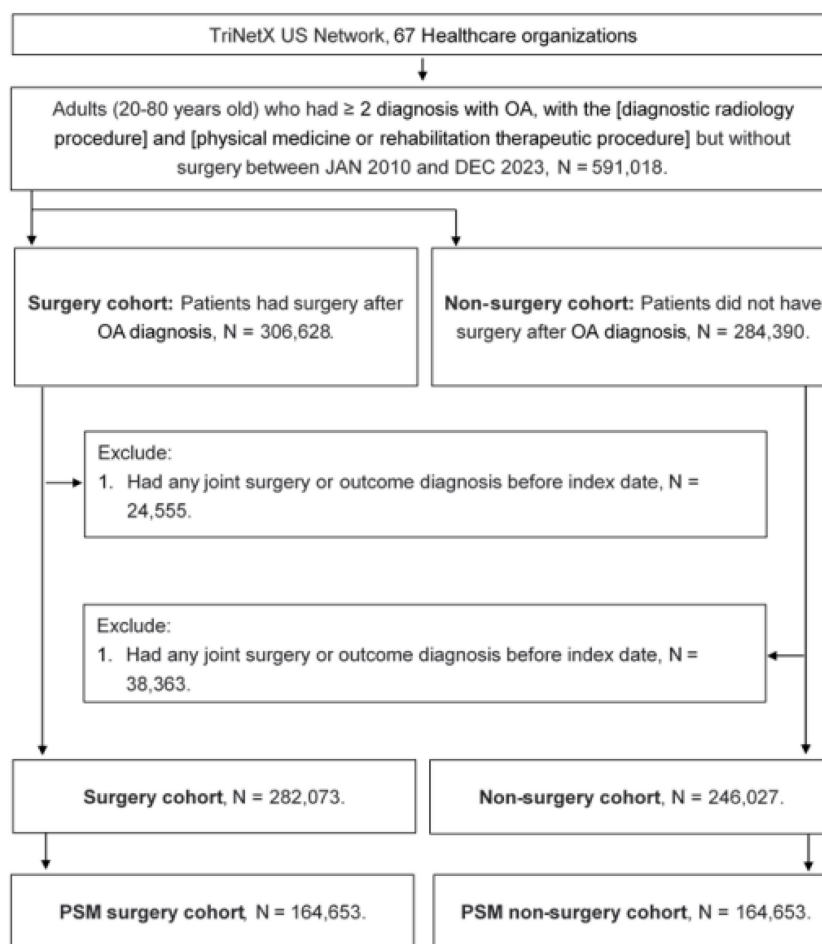 TriNetX US Network, 67 Healthcare organizations
Adults (20-80 years old) who had ≥ 2 diagnosis with OA, with the [diagnostic radiology
procedure] and [physical medicine or rehabilitation therapeutic procedure] but without
surgery between JAN 2010 and DEC 2023, N = 591,018.
Surgery cohort: Patients had surgery after
OA diagnosis, N = 306,628.
Non-surgery cohort: Patients did not have
surgery after OA diagnosis, N = 284,390.
Exclude:
1. Had any joint surgery or outcome diagnosis before index date, N =
24,555.
Exclude:
1. Had any joint surgery or outcome diagnosis before index date, N =
38,363.
Surgery cohort, N = 282,073.
Non-surgery cohort, N = 246,027.
PSM surgery cohort, N = 164,653.
PSM non-surgery cohort, N = 164,653.